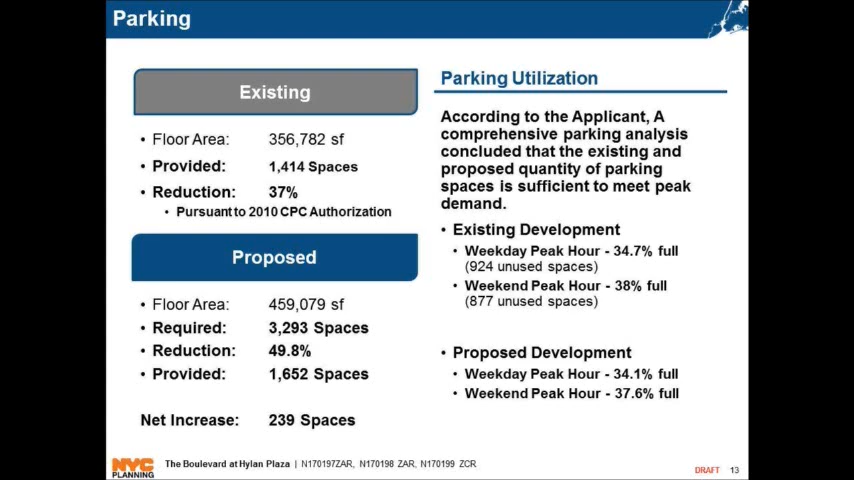 Parking
Existing
• Floor Area: 356,782 sf
• Provided: 1,414 Spaces
• Reduction: 37%
• Pursuant to 2010 CPC Authorization
Proposed
• Floor Area: 459,079 sf
• Required: 3,293 Spaces
• Reduction: 49.8%
• Provided: 1,652 Spaces
Net Increase: 239 Spaces
Parking Utilization
According to the Applicant, A
comprehensive parking analysis
concluded that the existing and
proposed quantity of parking
spaces is sufficient to meet peak
demand.
• Existing Development
• Weekday Peak Hour - 34.7% full
(924 unused spaces)
• Weekend Peak Hour - 38% full
(877 unused spaces)
• Proposed Development
• Weekday Peak Hour - 34.1% full
• Weekend Peak Hour - 37.6% full
NYC
PLANNING
The Boulevard at Hylan Plaza | N170197ZAR, N170198 ZAR, N170199 ZCR
DRAFT 13